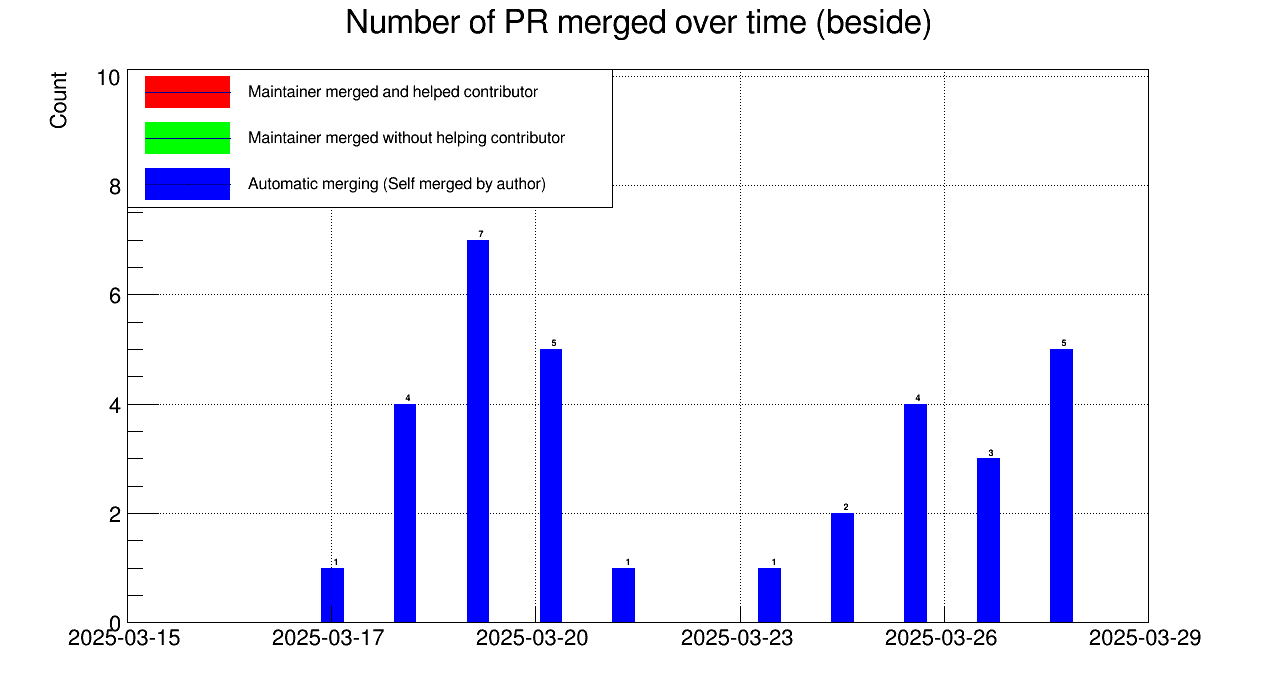 Number of PR merged over time (beside)
Count
10
8
6
4
2
0
Maintainer merged and helped contributor
Maintainer merged without helping contributor
Automatic merging (Self merged by author)
1
4
7
5
1
1
2
4
3
5
2025-03-15 2025-03-17 2025-03-20 2025-03-23 2025-03-26 2025-03-29